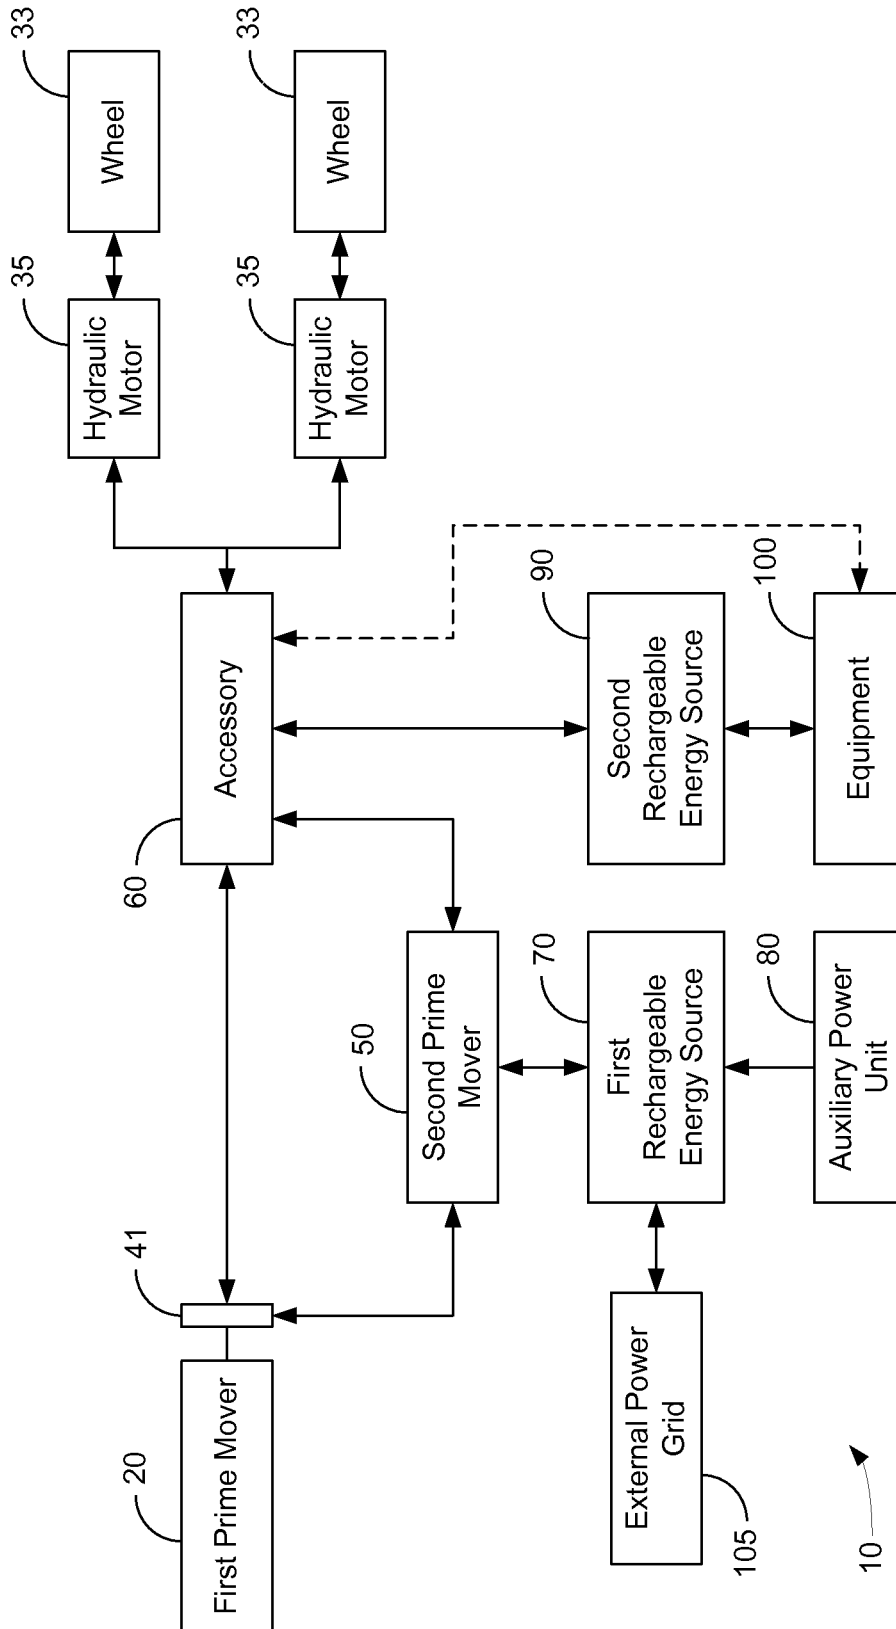 20
First Prime Mover
41
60
Accessory
35
Hydraulic
Motor
33
Wheel
35
Hydraulic
Motor
33
Wheel
50
Second Prime
Mover
105
External Power
Grid
70
First
Rechargeable
Energy Source
90
Second
Rechargeable
Energy Source
80
Auxiliary Power
Unit
100
Equipment
10